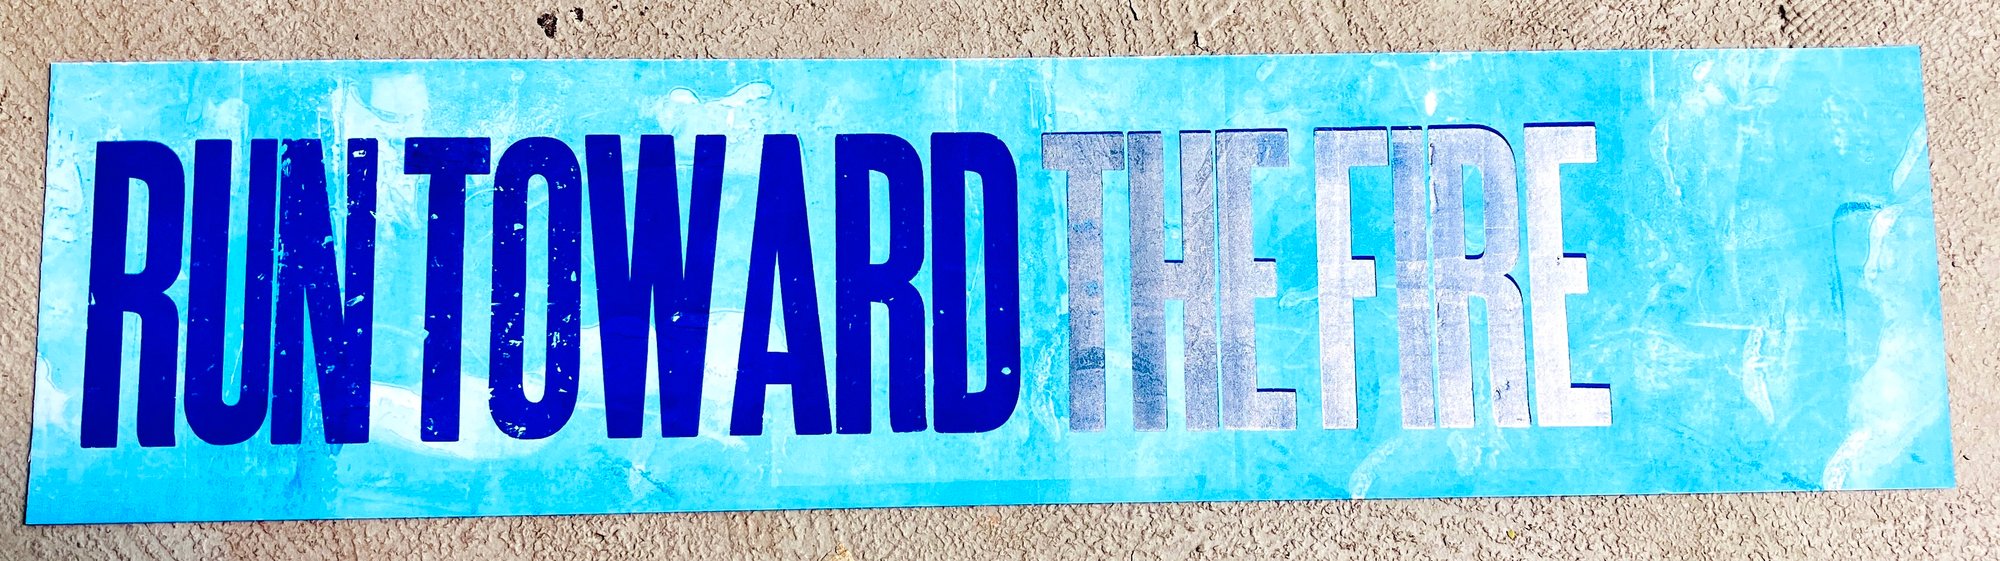 RUN TOWARD THE FIRE